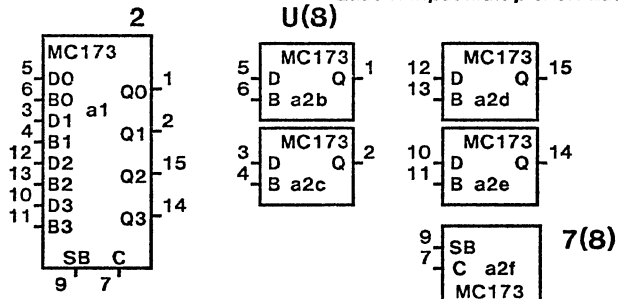 2
U(8)
MC173
5 D0
6 B0
3 D1
4 B1
12 D2
13 B2
10 D3
11 B3
a1
Q0 1
Q1 2
Q2 15
Q3 14
SB C
9 7
MC173
5 D Q 1
6 B a2b
MC173
3 D Q 2
4 B a2c
MC173
12 D Q 15
13 B a2d
MC173
10 D Q 14
11 B a2e
9 SB
7 C a2f
MC173
7(8)